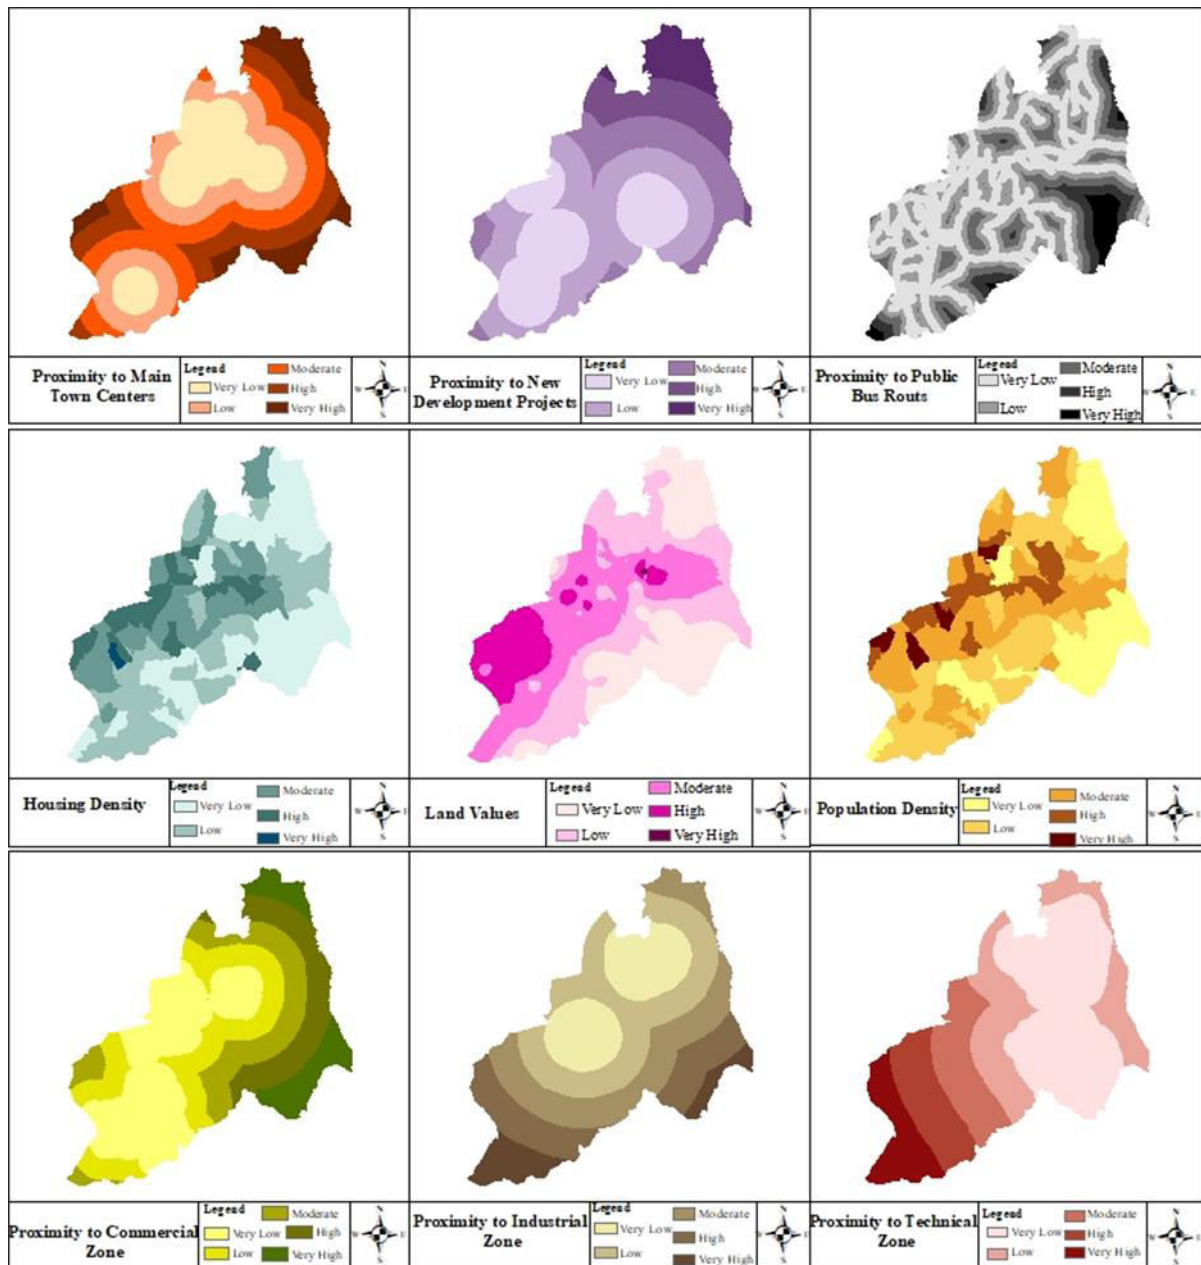 Proximity to Main
Town Centers
Legend
Very Low
Low
Moderate
High
Very High
N
W
E
S
Proximity to New
Development Projects
Legend
Very Low
Low
Moderate
High
Very High
N
W
E
S
Proximity to Public
Bus Routs
Legend
Very Low
Low
Moderate
High
Very High
N
W
E
S
Housing Density
Legend
Very Low
Low
Moderate
High
Very High
N
W
E
S
Land Values
Legend
Very Low
Low
Moderate
High
Very High
N
W
E
S
Population Density
Legend
Very Low
Low
Moderate
High
Very High
N
W
E
S
Proximity to Commercial
Zone
Legend
Very Low
Low
Moderate
High
Very High
N
W
E
S
Proximity to Industrial
Zone
Legend
Very Low
Low
Moderate
High
Very High
N
W
E
S
Proximity to Technical
Zone
Legend
Very Low
Low
Moderate
High
Very High
N
W
E
S